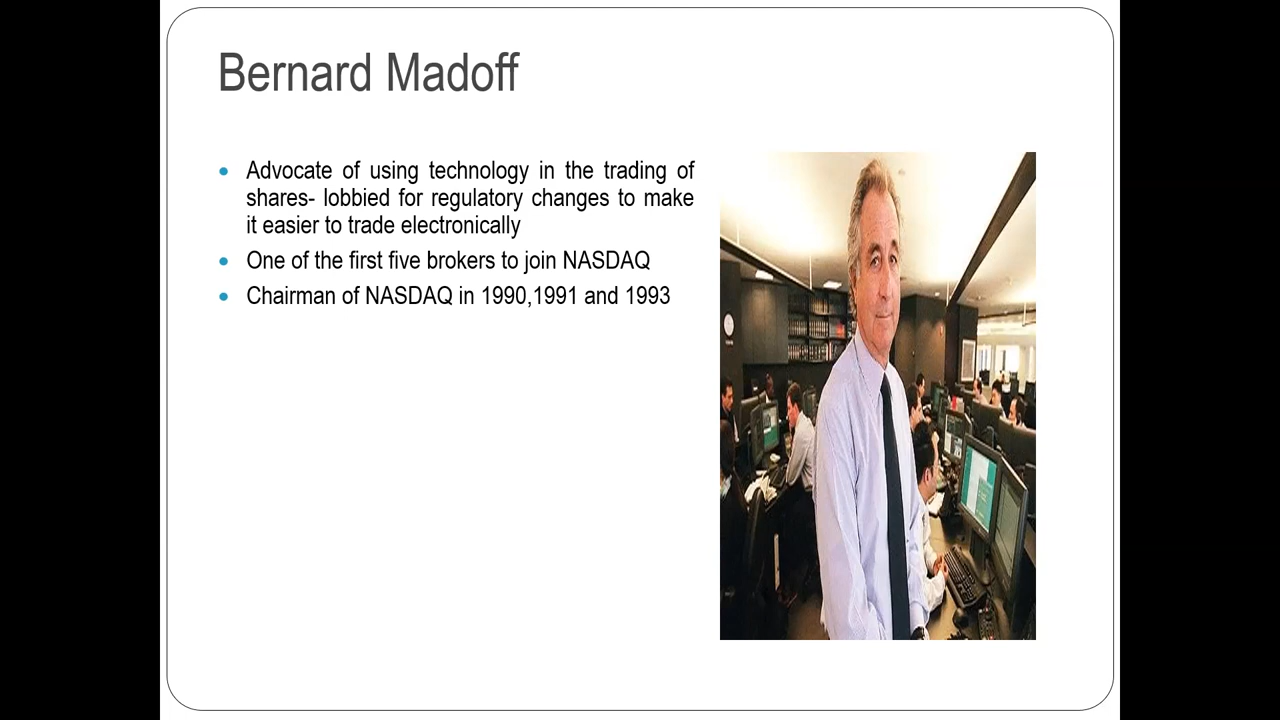 Bernard Madoff
Advocate of using technology in the trading of
shares- lobbied for regulatory changes to make
it easier to trade electronically
One of the first five brokers to join NASDAQ
Chairman of NASDAQ in 1990,1991 and 1993